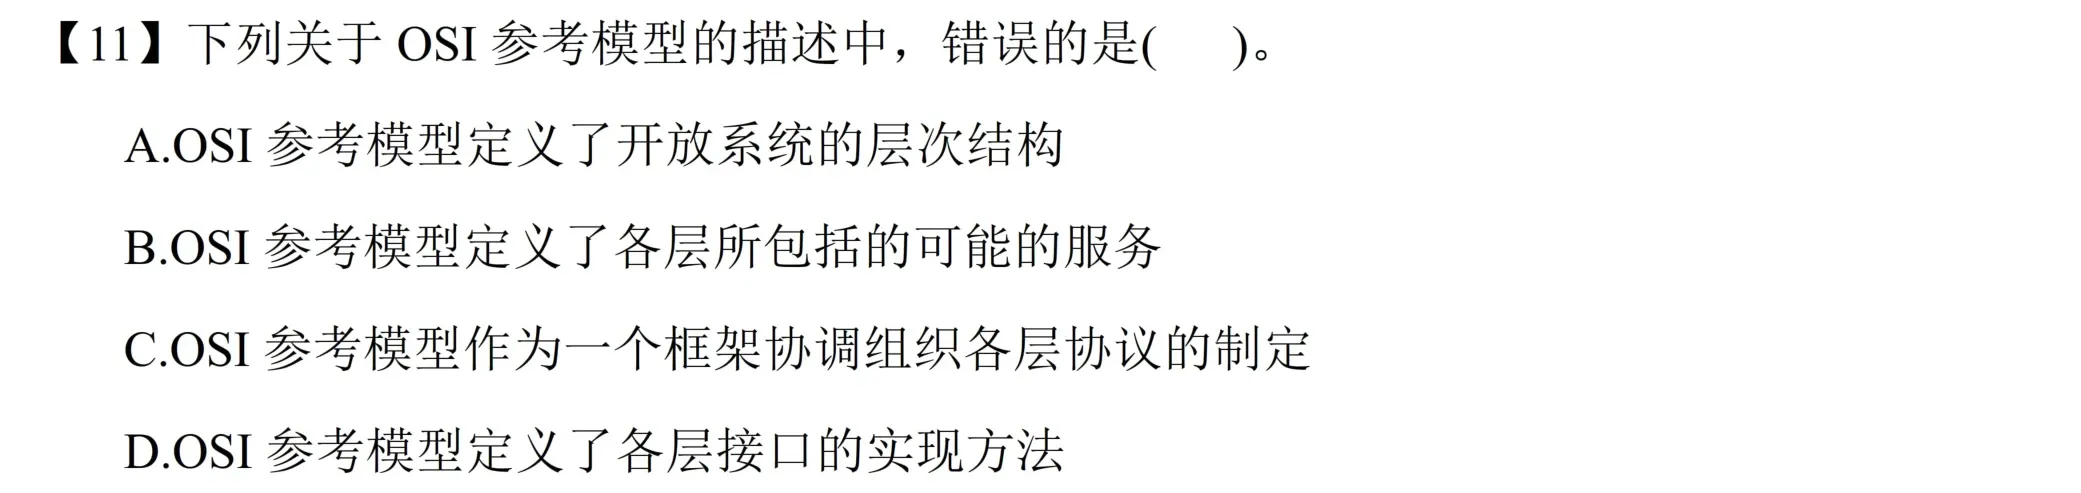 【11】下列关于 OSI 参考模型的描述中，错误的是(    )。
A.OSI 参考模型定义了开放系统的层次结构
B.OSI 参考模型定义了各层所包括的可能的服务
C.OSI 参考模型作为一个框架协调组织各层协议的制定
D.OSI 参考模型定义了各层接口的实现方法